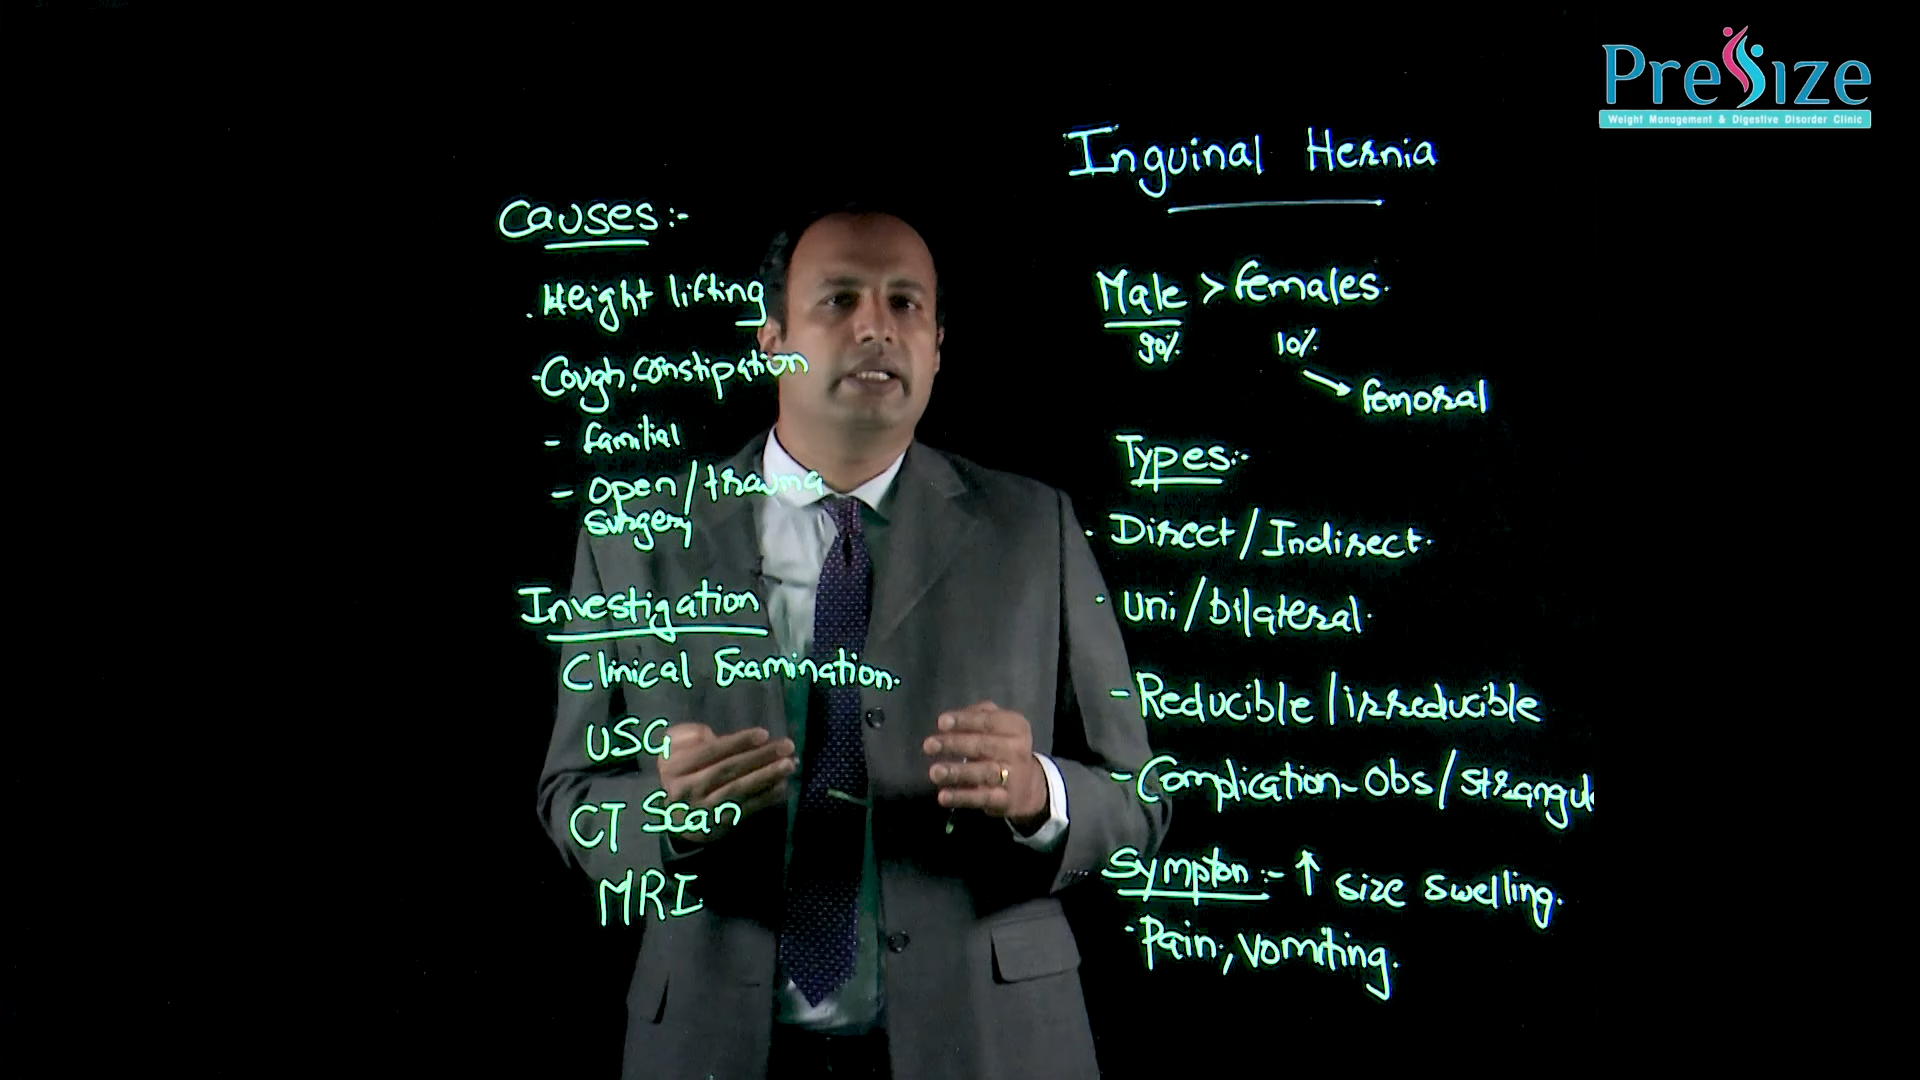 PreSize
Weight Management & Digestive Disorder Clinic
Inguinal Hernia
Male > females.
90% 10%
femoral
Types:-
. Direct / Indirect.
. uni / bilateral.
- Reducible / irreducible
- Complication - Obs / strangul
Sympton :- ↑ size swelling.
. Pain, vomiting.
Causes :-
. Height lifting
- Cough, Constipation
- familial
- open / trauma
surgery
Investigation
Clinical Examination.
USG
CT Scan
MRI